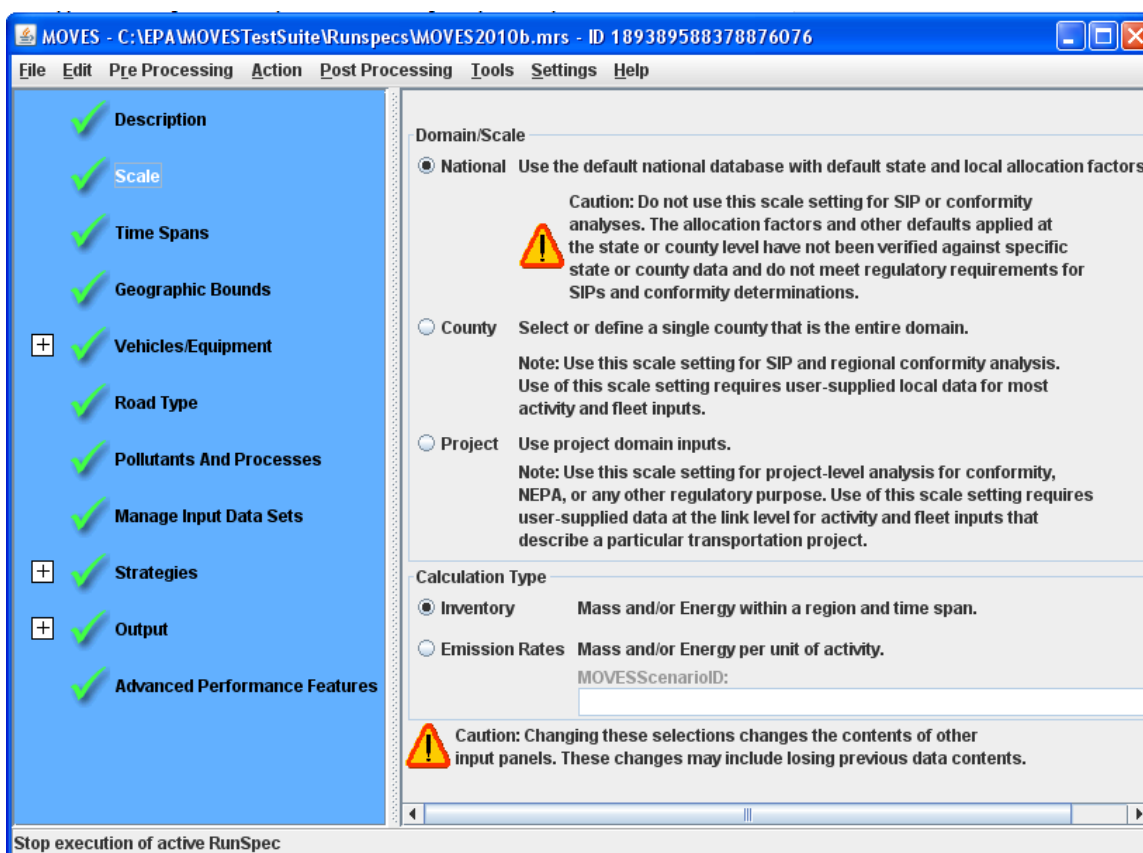 MOVES - C:\EPA\MOVESTestSuite\Runspecs\MOVES2010b.mrs - ID 189389588378876076
File Edit Pre Processing Action Post Processing Tools Settings Help
Description
Scale
Time Spans
Geographic Bounds
Vehicles/Equipment
Road Type
Pollutants And Processes
Manage Input Data Sets
Strategies
Output
Advanced Performance Features
Domain/Scale
National Use the default national database with default state and local allocation factors
Caution: Do not use this scale setting for SIP or conformity
analyses. The allocation factors and other defaults applied at
the state or county level have not been verified against specific
state or county data and do not meet regulatory requirements for
SIPs and conformity determinations.
County Select or define a single county that is the entire domain.
Note: Use this scale setting for SIP and regional conformity analysis.
Use of this scale setting requires user-supplied local data for most
activity and fleet inputs.
Project Use project domain inputs.
Note: Use this scale setting for project-level analysis for conformity,
NEPA, or any other regulatory purpose. Use of this scale setting requires
user-supplied data at the link level for activity and fleet inputs that
describe a particular transportation project.
Calculation Type
Inventory Mass and/or Energy within a region and time span.
Emission Rates Mass and/or Energy per unit of activity.
MOVESScenarioID:
Caution: Changing these selections changes the contents of other
input panels. These changes may include losing previous data contents.
Stop execution of active RunSpec